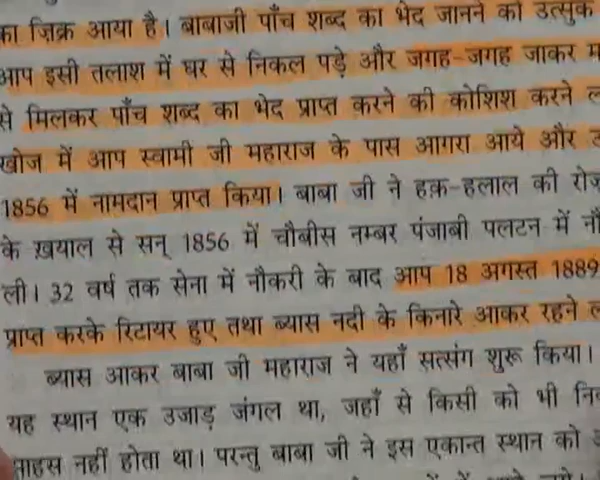 का ज़िक्र आया है। बाबाजी पाँच शब्द का भेद जानने को उत्सुक
आप इसी तलाश में घर से निकल पड़े और जगह-जगह जाकर
से मिलकर पाँच शब्द का भेद प्राप्त करने की कोशिश करने
खोज में आप स्वामी जी महाराज के पास आगरा आये और
1856 में नामदान प्राप्त किया। बाबा जी ने हक़-हलाल की
के ख़याल से सन् 1856 में चौबीस नम्बर पंजाबी पलटन में
ली। 32 वर्ष तक सेना में नौकरी के बाद आप 18 अगस्त 1889
प्राप्त करके रिटायर हुए तथा ब्यास नदी के किनारे आकर रहने
ब्यास आकर बाबा जी महाराज ने यहाँ सत्संग शुरू किया।
यह स्थान एक उजाड़ जंगल था, जहाँ से किसी को भी
साहस नहीं होता था। परन्तु बाबा जी ने इस एकान्त स्थान को